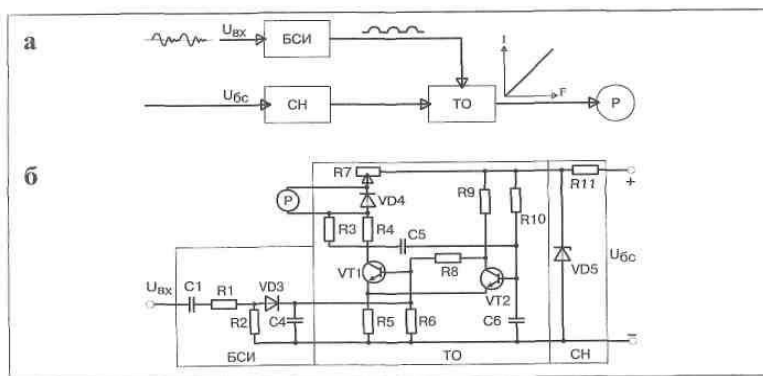 а
Uвх
БСИ
I
F
Uбс
СН
ТО
Р
б
R7
R9
R11
+
Р
VD4
R10
R3
R4
C5
R8
Uбс
VT1
VD5
Uвх
C1
R1
VD3
VT2
R2
C4
R5
R6
C6
–
БСИ
ТО
СН